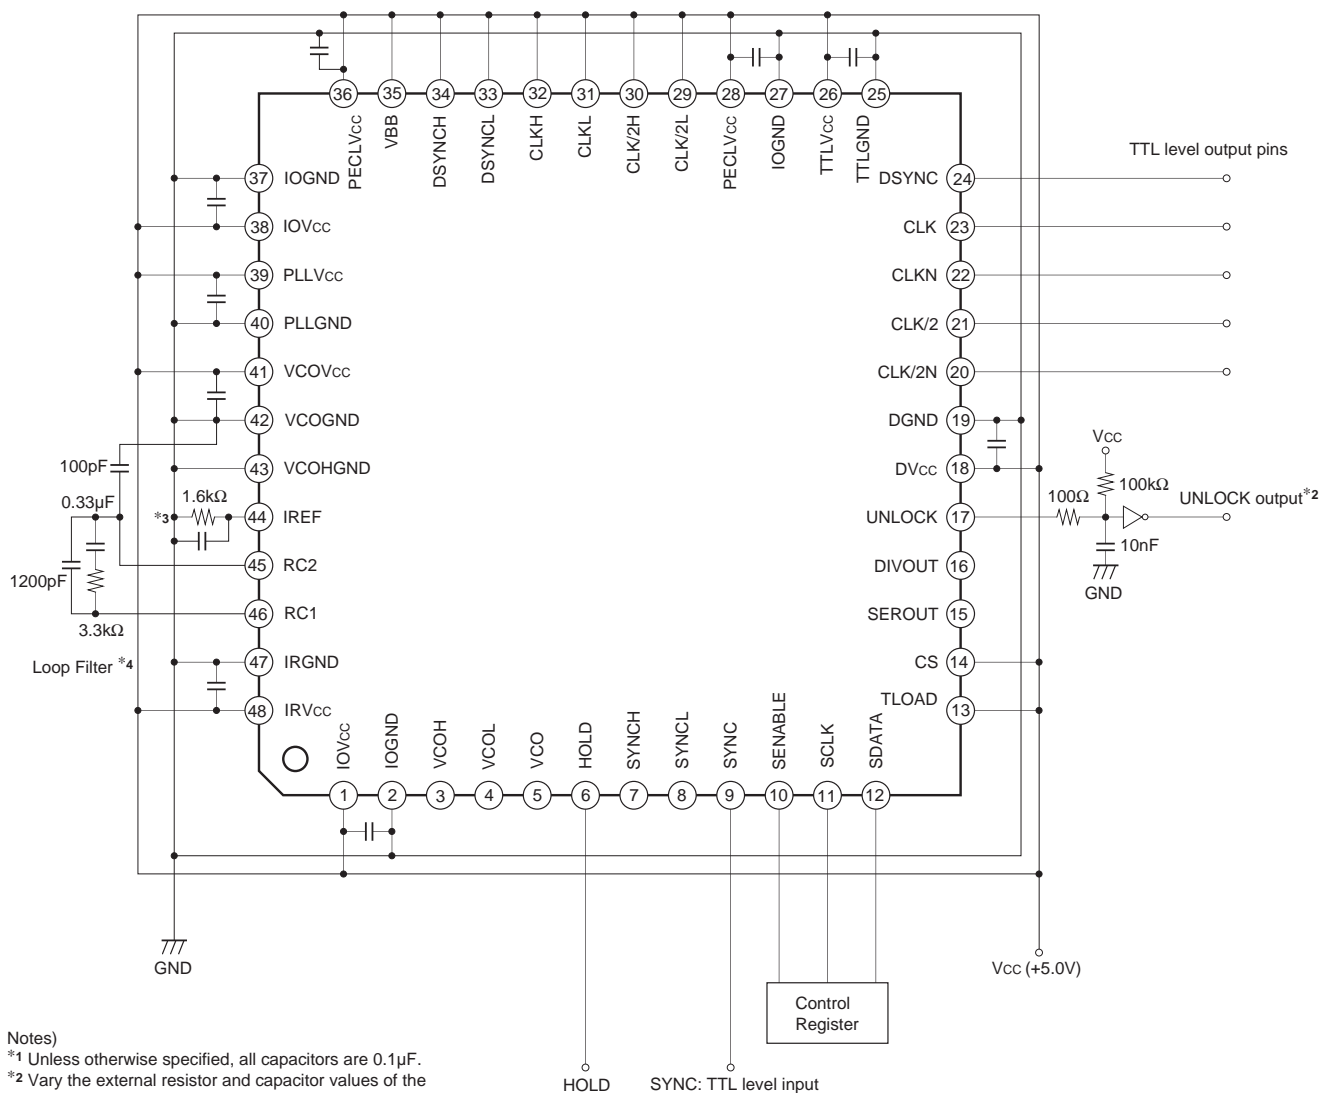 36 35 34 33 32 31 30 29 28 27 26 25
PECLVcc VBB DSYNCH DSYNCL CLKH CLKL CLK/2H CLK/2L PECLVcc IOGND TTLVcc TTLGND
TTL level output pins
37 IOGND DSYNC 24
38 IOVcc CLK 23
39 PLLVcc CLKN 22
40 PLLGND CLK/2 21
41 VCOVcc CLK/2N 20
42 VCOGND DGND 19
Vcc
100pF 43 VCOHGND DVcc 18
100kΩ
0.33µF 1.6kΩ 100Ω UNLOCK output*2
*3 44 IREF UNLOCK 17
10nF
1200pF 45 RC2 DIVOUT 16
GND
46 RC1 SEROUT 15
3.3kΩ
Loop Filter *4 47 IRGND CS 14
48 IRVcc TLOAD 13
IOVcc IOGND VCOH VCOL VCO HOLD SYNCH SYNCL SYNC SENABLE SCLK SDATA
1 2 3 4 5 6 7 8 9 10 11 12
GND
Vcc (+5.0V)
Control
Register
Notes)
*1 Unless otherwise specified, all capacitors are 0.1µF.
*2 Vary the external resistor and capacitor values of the
HOLD SYNC: TTL level input